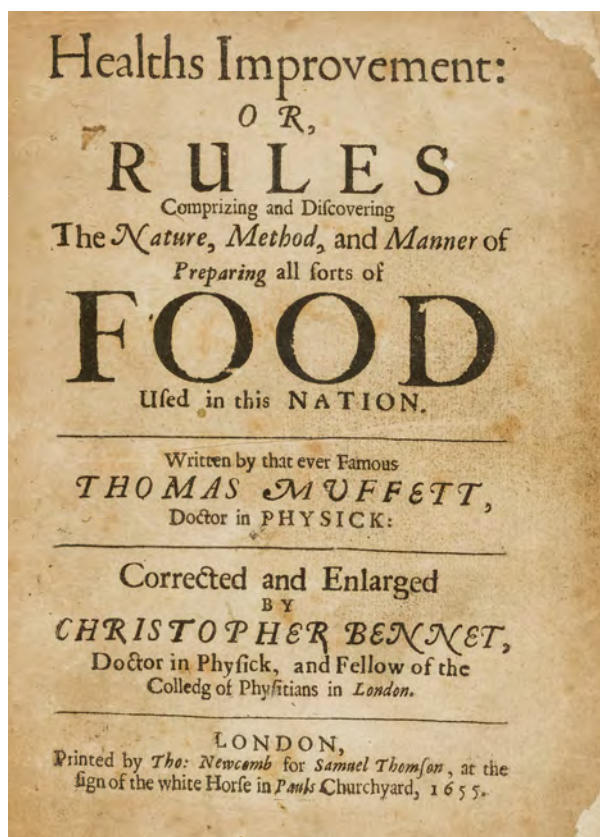 Healths Improvement:
OR,
RULES
Comprizing and Diſcovering
The Nature, Method, and Manner of
Preparing all ſorts of
FOOD
Uſed in this NATION.
Written by that ever Famous
THOMAS MUFFETT,
Doctor in PHYSICK:
Corrected and Enlarged
BY
CHRISTOPHER BENNET,
Doctor in Phyſick, and Fellow of the
Colledg of Phyſitians in London.
LONDON,
Printed by Tho: Newcomb for Samuel Thomſon, at the
ſign of the white Horſe in Pauls Churchyard, 1655.